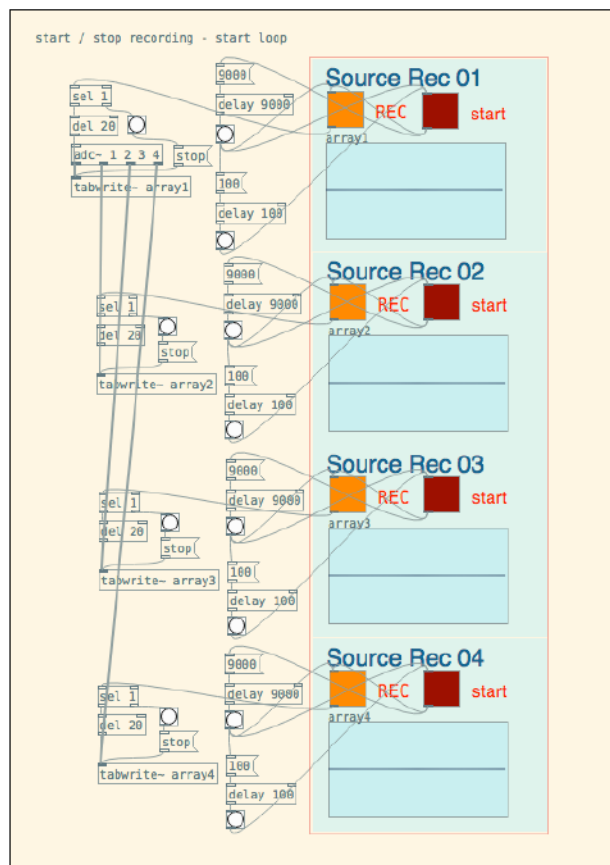 start / stop recording - start loop
9000
Source Rec 01
sel 1
delay 9000
REC
start
del 20
array1
adc~ 1 2 3 4
stop
100
tabwrite~ array1
delay 100
Source Rec 02
9000
sel 1
delay 9000
REC
start
del 20
array2
stop
100
tabwrite~ array2
delay 100
Source Rec 03
9000
sel 1
delay 9000
REC
start
array3
del 20
stop
100
tabwrite~ array3
delay 100
Source Rec 04
9000
sel 1
delay 9000
REC
start
array4
del 20
stop
100
tabwrite~ array4
delay 100